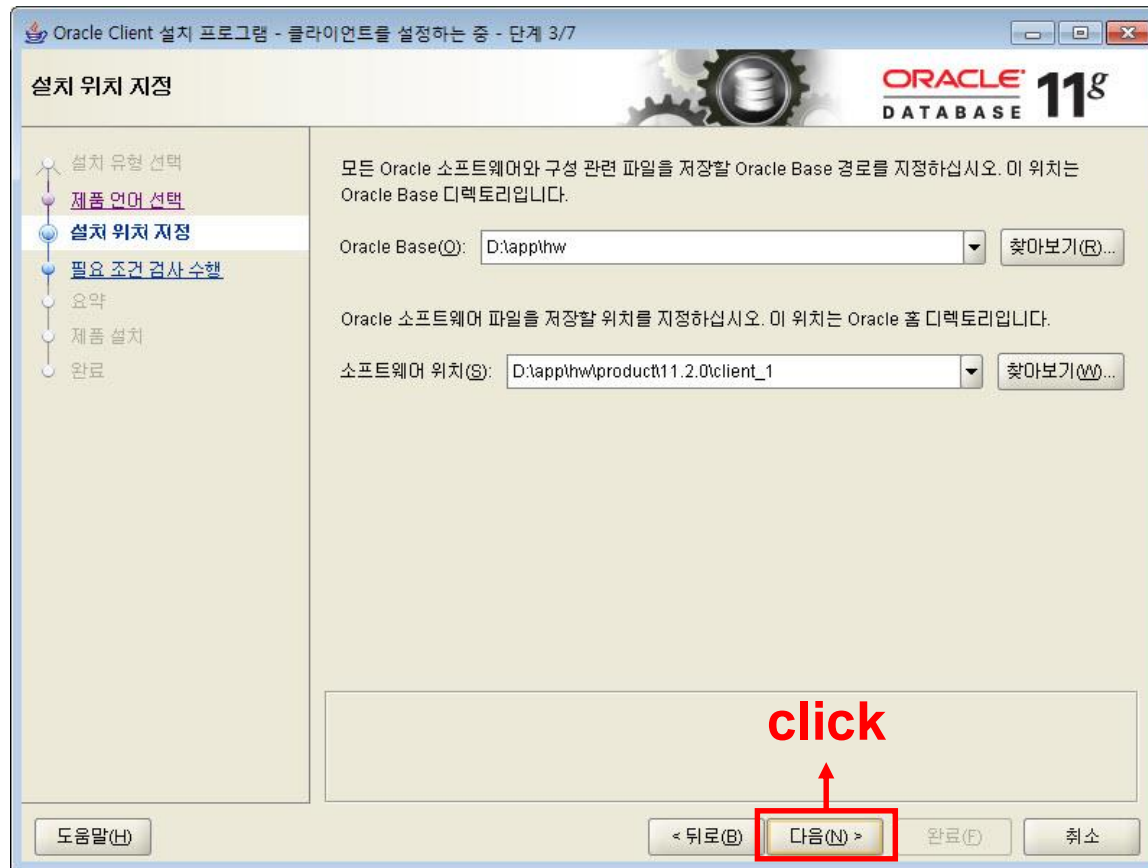 Oracle Client 설치 프로그램 - 클라이언트를 설정하는 중 - 단계 3/7
설치 위치 지정
ORACLE DATABASE 11g
설치 유형 선택
제품 언어 선택
설치 위치 지정
필요 조건 검사 수행
요약
제품 설치
완료
모든 Oracle 소프트웨어와 구성 관련 파일을 저장할 Oracle Base 경로를 지정하십시오. 이 위치는
Oracle Base 디렉토리입니다.
Oracle Base(O): D:\app\hw 찾아보기(R)...
Oracle 소프트웨어 파일을 저장할 위치를 지정하십시오. 이 위치는 Oracle 홈 디렉토리입니다.
소프트웨어 위치(S): D:\app\hw\product\11.2.0\client_1 찾아보기(W)...
click
도움말(H) < 뒤로(B) 다음(N) > 완료(F) 취소